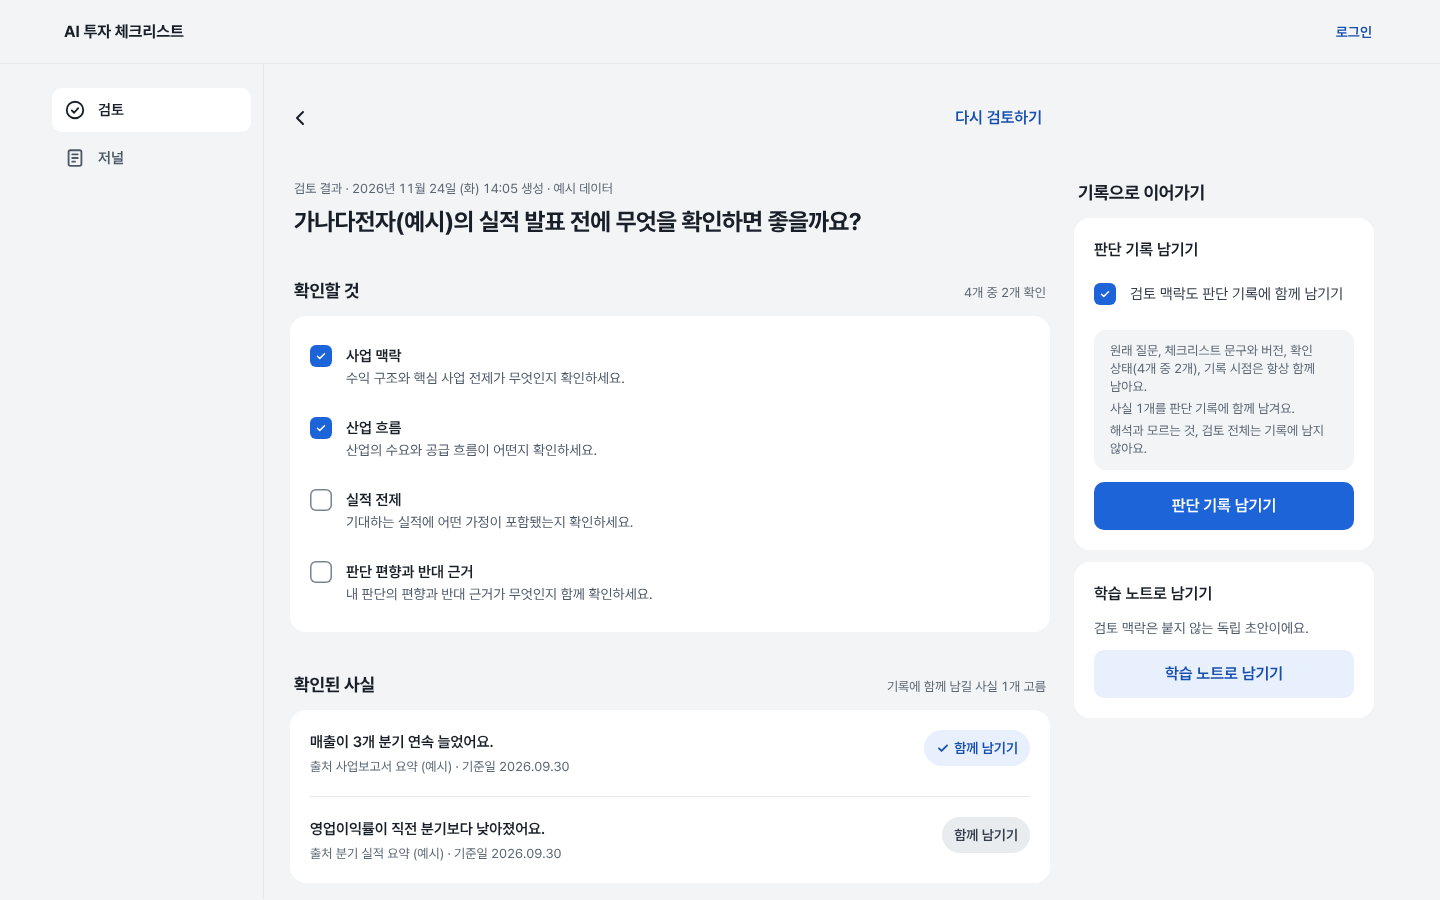 AI 투자 체크리스트
로그인
검토
저널
다시 검토하기
검토 결과 · 2026년 11월 24일 (화) 14:05 생성 · 예시 데이터
가나다전자(예시)의 실적 발표 전에 무엇을 확인하면 좋을까요?
확인할 것
4개 중 2개 확인
사업 맥락
수익 구조와 핵심 사업 전제가 무엇인지 확인하세요.
산업 흐름
산업의 수요와 공급 흐름이 어떤지 확인하세요.
실적 전제
기대하는 실적에 어떤 가정이 포함됐는지 확인하세요.
판단 편향과 반대 근거
내 판단의 편향과 반대 근거가 무엇인지 함께 확인하세요.
확인된 사실
기록에 함께 남길 사실 1개 고름
매출이 3개 분기 연속 늘었어요.
출처 사업보고서 요약 (예시) · 기준일 2026.09.30
함께 남기기
영업이익률이 직전 분기보다 낮아졌어요.
출처 분기 실적 요약 (예시) · 기준일 2026.09.30
함께 남기기
기록으로 이어가기
판단 기록 남기기
검토 맥락도 판단 기록에 함께 남기기
원래 질문, 체크리스트 문구와 버전, 확인
상태(4개 중 2개), 기록 시점은 항상 함께
남아요.
사실 1개를 판단 기록에 함께 남겨요.
해석과 모르는 것, 검토 전체는 기록에 남지
않아요.
판단 기록 남기기
학습 노트로 남기기
검토 맥락은 붙지 않는 독립 초안이에요.
학습 노트로 남기기